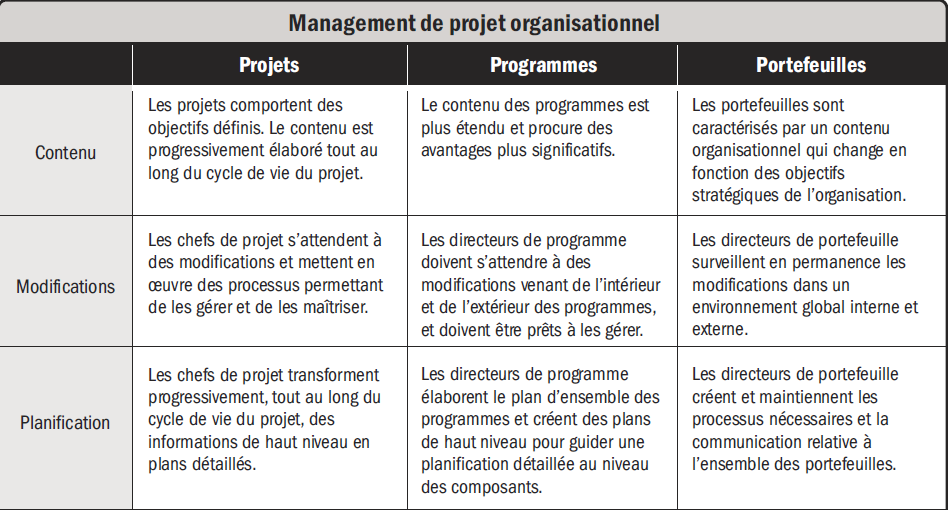 Management de projet organisationnel
Projets
Programmes
Portefeuilles
Contenu
Les projets comportent des
objectifs définis. Le contenu est
progressivement élaboré tout au
long du cycle de vie du projet.
Le contenu des programmes est
plus étendu et procure des
avantages plus significatifs.
Les portefeuilles sont
caractérisés par un contenu
organisationnel qui change en
fonction des objectifs
stratégiques de l’organisation.
Modifications
Les chefs de projet s’attendent à
des modifications et mettent en
œuvre des processus permettant
de les gérer et de les maîtriser.
Les directeurs de programme
doivent s’attendre à des
modifications venant de l’intérieur
et de l’extérieur des programmes,
et doivent être prêts à les gérer.
Les directeurs de portefeuille
surveillent en permanence les
modifications dans un
environnement global interne et
externe.
Planification
Les chefs de projet transforment
progressivement, tout au long du
cycle de vie du projet, des
informations de haut niveau en
plans détaillés.
Les directeurs de programme
élaborent le plan d’ensemble des
programmes et créent des plans
de haut niveau pour guider une
planification détaillée au niveau
des composants.
Les directeurs de portefeuille
créent et maintiennent les
processus nécessaires et la
communication relative à
l’ensemble des portefeuilles.